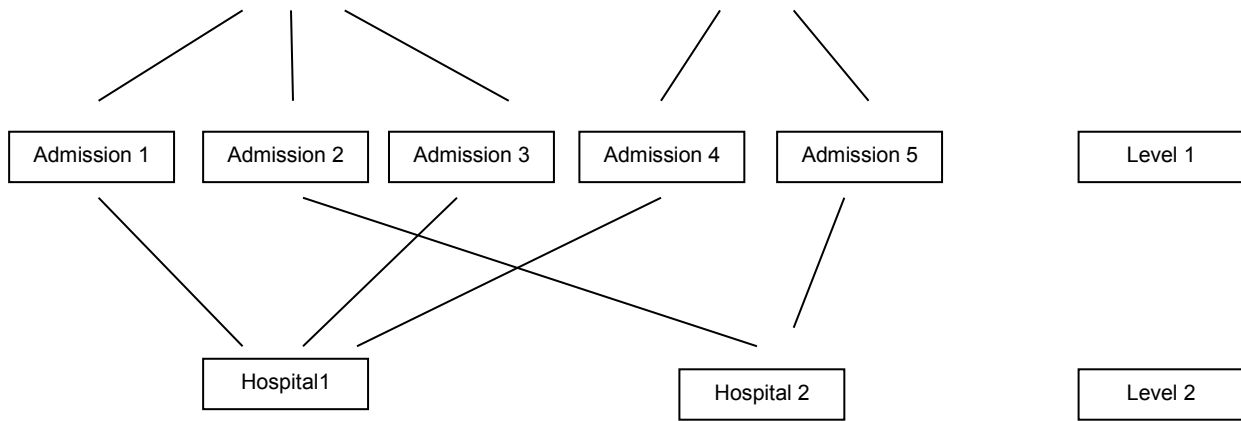 Admission 1
Admission 2
Admission 3
Admission 4
Admission 5
Level 1
Hospital1
Hospital 2
Level 2